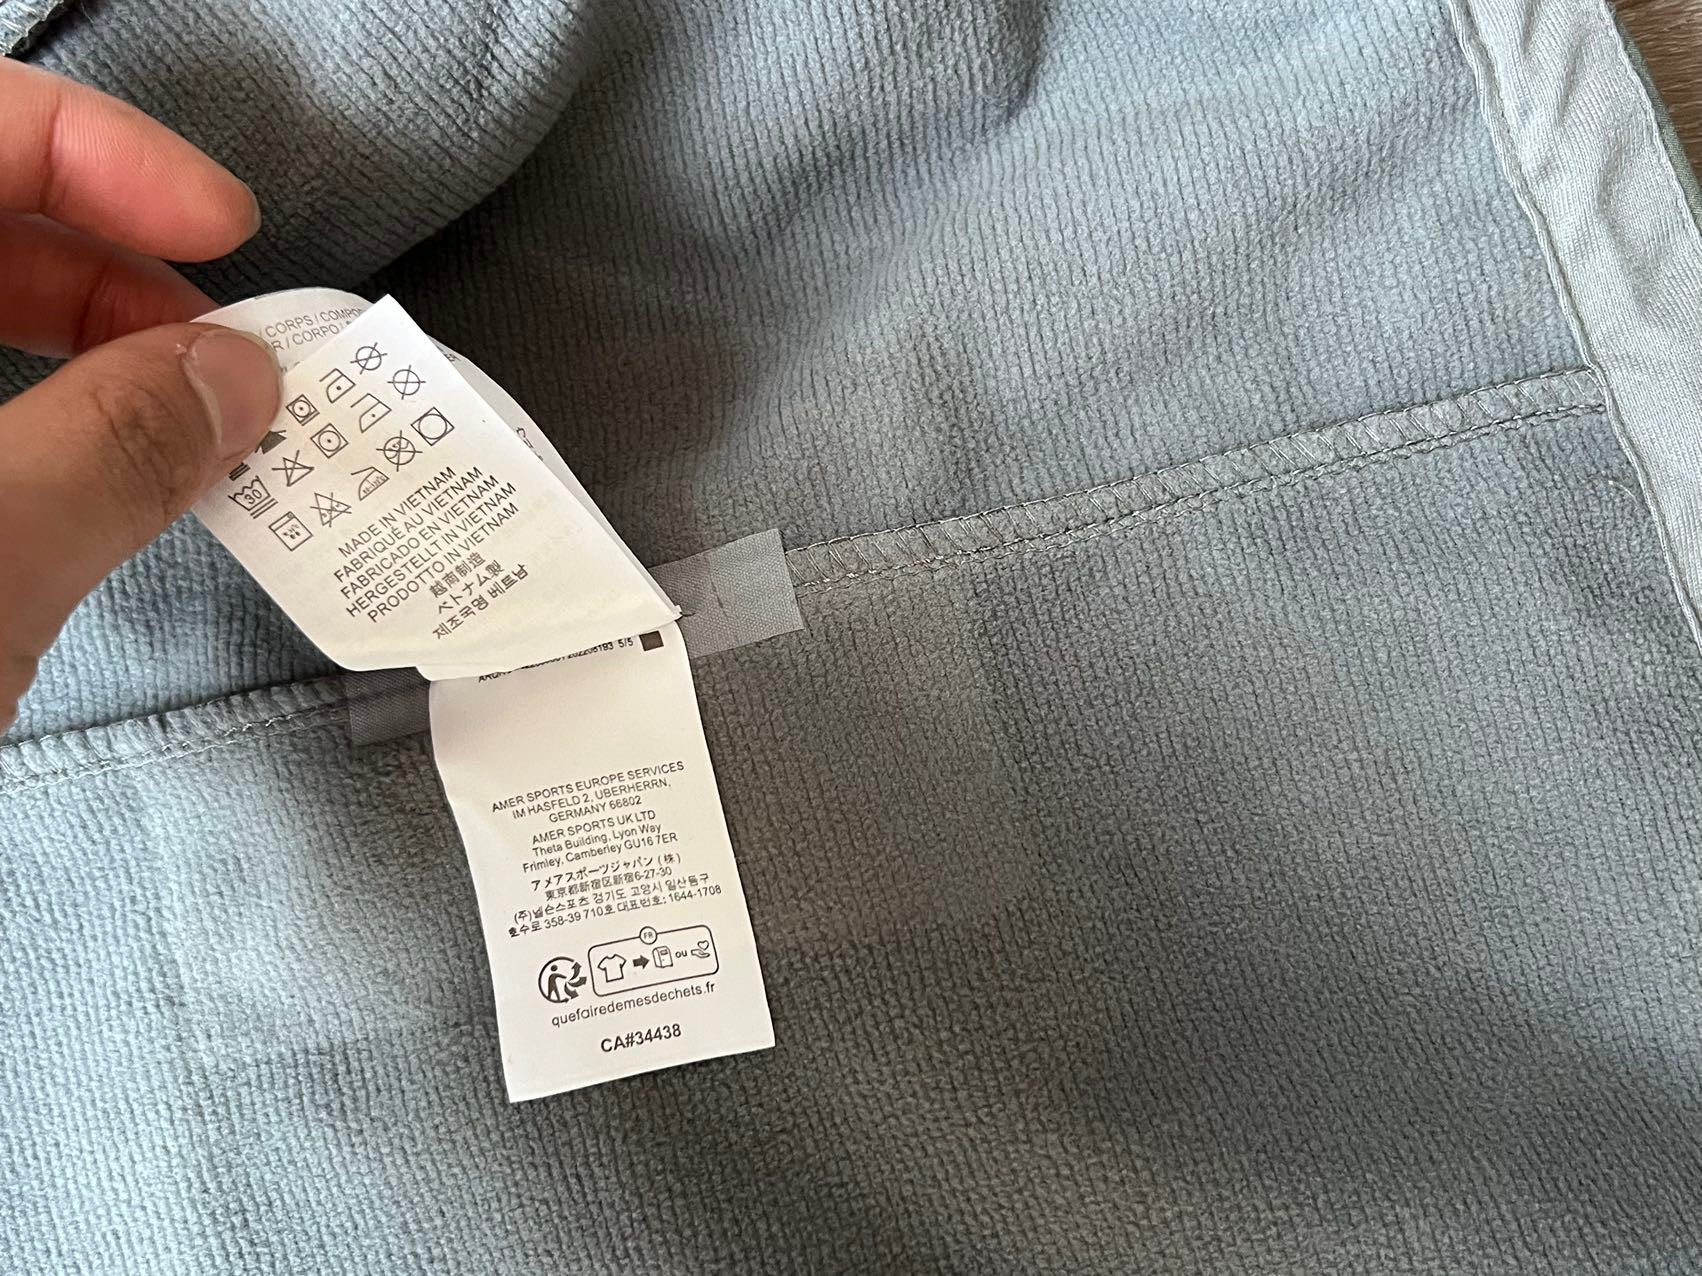 / CORPS /
/ CORPO /
30
MADE IN VIETNAM
FABRIQUÉ AU VIETNAM
FABRICADO EN VIETNAM
HERGESTELLT IN VIETNAM
PRODOTTO IN VIETNAM
越南制造
ベトナム製
제조국명 베트남
5/5
AMER SPORTS EUROPE SERVICES
IM HASFELD 2, UBERHERRN,
GERMANY 66802
AMER SPORTS UK LTD
Theta Building, Lyon Way
Frimley, Camberley GU16 7ER
アメアスポーツジャパン (株)
東京都新宿区新宿6-27-30
(주)넬슨스포츠 경기도 고양시 일산동구
호수로 358-39 710호 대표번호: 1644-1708
FR
ou
quefairedemesdechets.fr
CA#34438